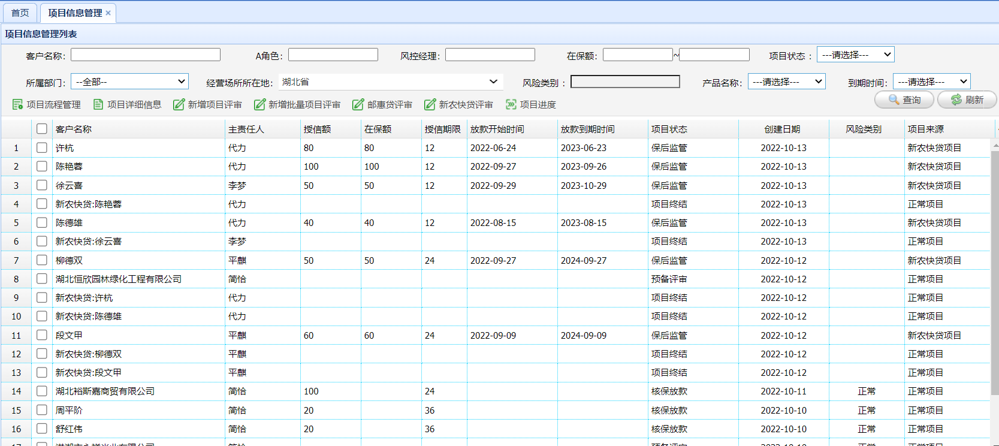 首页 项目信息管理 ×
项目信息管理列表
客户名称: A角色: 风控经理: 在保额: ~ 项目状态 : ---请选择---
所属部门: --全部-- 经营场所所在地: 湖北省 风险类别 : 产品名称: ---请选择--- 到期时间: ---请选择---
项目流程管理 项目详细信息 新增项目评审 新增批量项目评审 邮惠贷评审 新农快贷评审 项目进度 查询 刷新
客户名称 主责任人 授信额 在保额 授信期限 放款开始时间 放款到期时间 项目状态 创建日期 风险类别 项目来源
1 许杭 代力 80 80 12 2022-06-24 2023-06-23 保后监管 2022-10-13 新农快贷项目
2 陈艳蓉 代力 100 100 12 2022-09-27 2023-09-26 保后监管 2022-10-13 新农快贷项目
3 徐云喜 李梦 50 50 12 2022-09-29 2023-10-29 保后监管 2022-10-13 新农快贷项目
4 新农快贷:陈艳蓉 代力 项目终结 2022-10-13 正常项目
5 陈德雄 代力 40 40 12 2022-08-15 2023-08-15 保后监管 2022-10-13 新农快贷项目
6 新农快贷:徐云喜 李梦 项目终结 2022-10-13 正常项目
7 柳德双 平麒 50 50 24 2022-09-27 2024-09-27 保后监管 2022-10-12 新农快贷项目
8 湖北恒欣园林绿化工程有限公司 简恰 预备评审 2022-10-12 正常项目
9 新农快贷:许杭 代力 项目终结 2022-10-12 正常项目
10 新农快贷:陈德雄 代力 项目终结 2022-10-12 正常项目
11 段文甲 平麒 60 60 24 2022-09-09 2024-09-09 保后监管 2022-10-12 新农快贷项目
12 新农快贷:柳德双 平麒 项目终结 2022-10-12 正常项目
13 新农快贷:段文甲 平麒 项目终结 2022-10-12 正常项目
14 湖北裕斯嘉商贸有限公司 简恰 100 24 核保放款 2022-10-11 正常 正常项目
15 周平阶 简恰 20 36 核保放款 2022-10-10 正常 正常项目
16 舒红伟 简恰 20 36 核保放款 2022-10-10 正常 正常项目